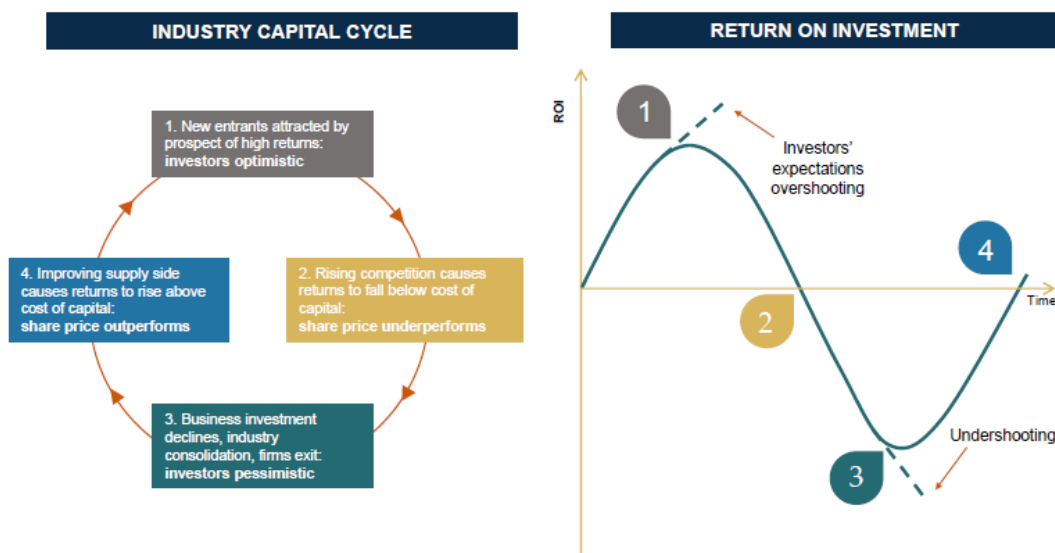 INDUSTRY CAPITAL CYCLE
1. New entrants attracted by
prospect of high returns:
investors optimistic
4. Improving supply side
causes returns to rise above
cost of capital:
share price outperforms
2. Rising competition causes
returns to fall below cost of
capital:
share price underperforms
3. Business investment
declines, industry
consolidation, firms exit:
investors pessimistic
RETURN ON INVESTMENT
ROI
1
Investors'
expectations
overshooting
4
Time
2
Undershooting
3